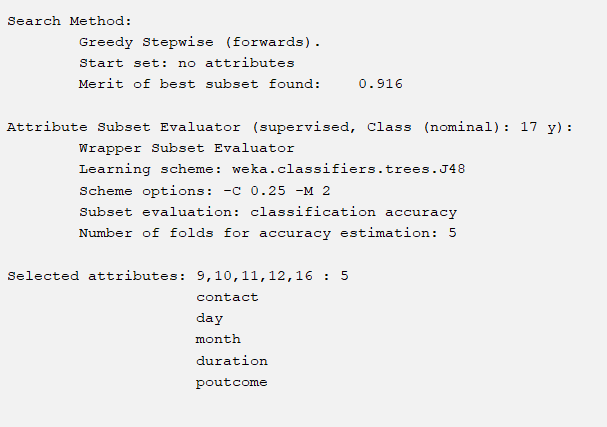 Search Method:
Greedy Stepwise (forwards).
Start set: no attributes
Merit of best subset found: 0.916
Attribute Subset Evaluator (supervised, Class (nominal): 17 y):
Wrapper Subset Evaluator
Learning scheme: weka.classifiers.trees.J48
Scheme options: -C 0.25 -M 2
Subset evaluation: classification accuracy
Number of folds for accuracy estimation: 5
Selected attributes: 9,10,11,12,16 : 5
contact
day
month
duration
poutcome